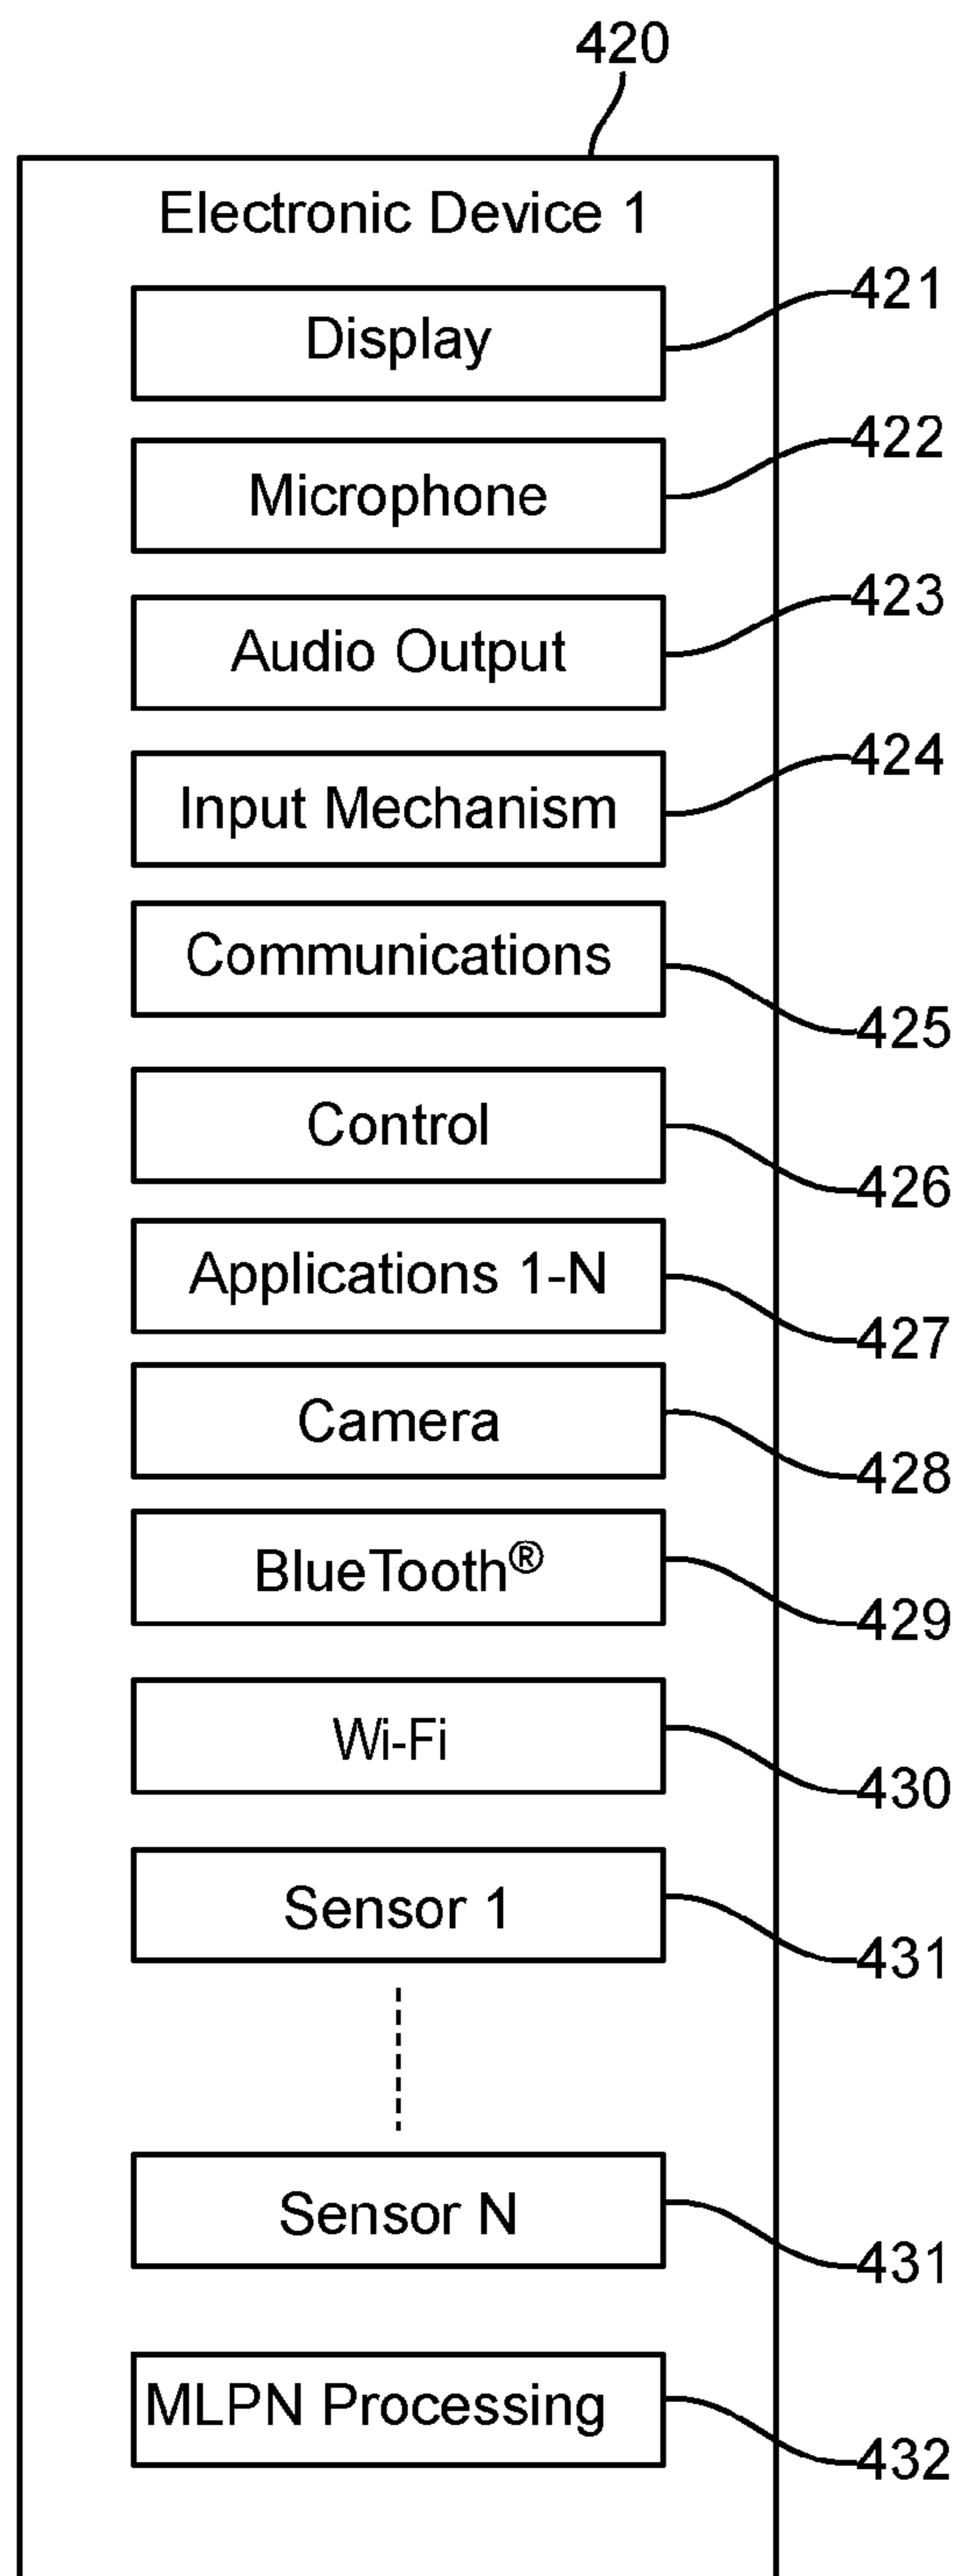 420
Electronic Device 1
Display
421
Microphone
422
Audio Output
423
Input Mechanism
424
Communications
425
Control
426
Applications 1-N
427
Camera
428
BlueTooth®
429
Wi-Fi
430
Sensor 1
431
Sensor N
431
MLPN Processing
432